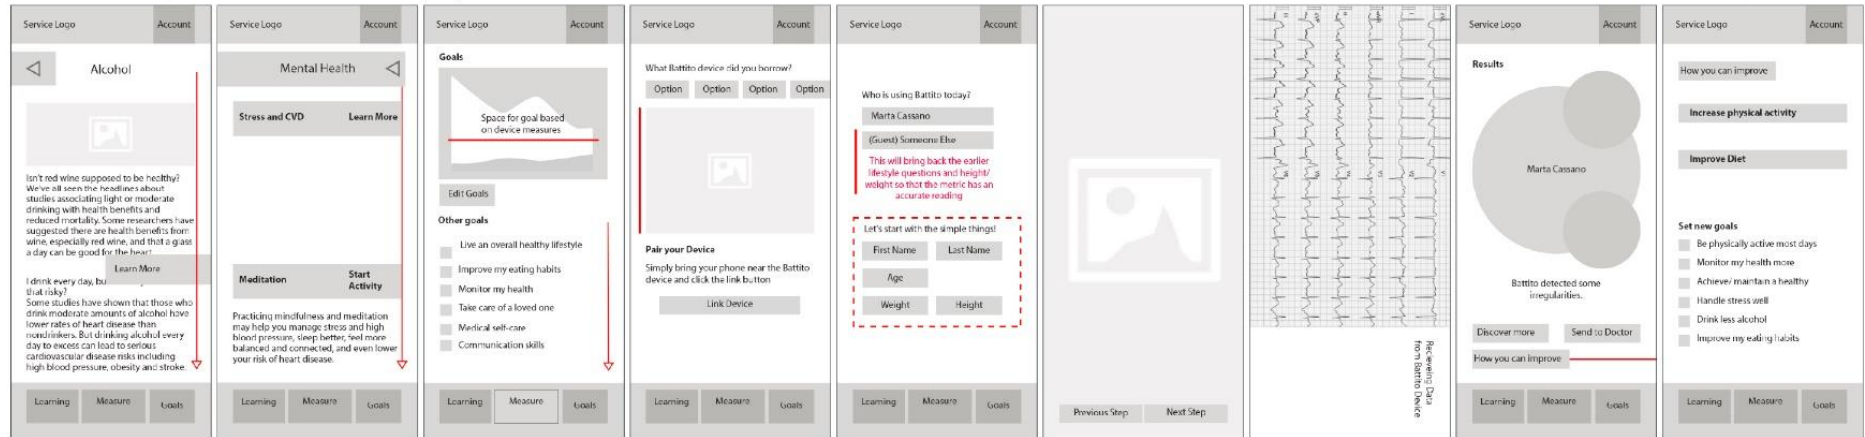 Service Logo
Account
Alcohol
Isn't red wine supposed to be healthy?
We've all seen the headlines about
studies associating light or moderate
drinking with health benefits and
reduced mortality. Some researchers have
suggested there are health benefits from
wine, especially red wine, and that a glass
a day can be good for the heart.
Learn More
I drink every day, bu
that risky?
Some studies have shown that those who
drink moderate amounts of alcohol have
lower rates of heart disease than
nondrinkers. But drinking alcohol every
day to excess can lead to serious
cardiovascular disease risks including
high blood pressure, obesity and stroke.
Learning
Measure
Goals
Service Logo
Account
Mental Health
Stress and CVD
Learn More
Meditation
Start
Activity
Practicing mindfulness and meditation
may help you manage stress and high
blood pressure, sleep better, feel more
balanced and connected, and even lower
your risk of heart disease.
Learning
Measure
Goals
Service Logo
Account
Goals
Space for goal based
on device measures
Edit Goals
Other goals
Live an overall healthy lifestyle
Improve my eating habits
Monitor my health
Take care of a loved one
Medical self-care
Communication skills
Learning
Measure
Goals
Service Logo
Account
What Battito device did you borrow?
Option
Option
Option
Option
Pair your Device
Simply bring your phone near the Battito
device and click the link button
Link Device
Learning
Measure
Goals
Service Logo
Account
Who is using Battito today?
Marta Cassano
(Guest) Someone Else
This will bring back the earlier
lifestyle questions and height/
weight so that the metric has an
accurate reading
Let's start with the simple things!
First Name
Last Name
Age
Weight
Height
Learning
Measure
Goals
Previous Step
Next Step
Recieveing Data
from Battito Device
Service Logo
Account
Results
Marta Cassano
Battito detected some
irregularities.
Discover more
Send to Doctor
How you can improve
Learning
Measure
Goals
Service Logo
Account
How you can improve
Increase physical activity
Improve Diet
Set new goals
Be physically active most days
Monitor my health more
Achieve/ maintain a healthy
Handle stress well
Drink less alcohol
Improve my eating habits
Learning
Measure
Goals